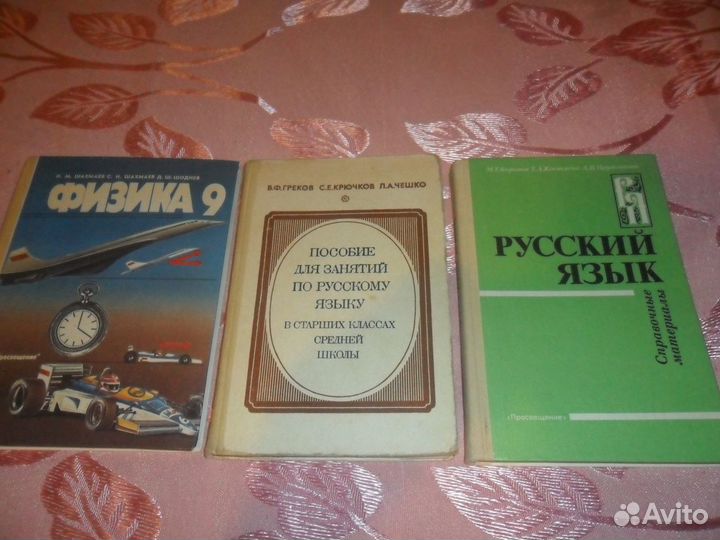 Н. М. ШАХМАЕВ С. Н. ШАХМАЕВ Д. Ш. ШОДИЕВ
ФИЗИКА 9
"Просвещение"
В.Ф.ГРЕКОВ С.Е.КРЮЧКОВ Л.А.ЧЕШКО
ПОСОБИЕ
ДЛЯ ЗАНЯТИЙ
ПО РУССКОМУ
ЯЗЫКУ
В СТАРШИХ КЛАССАХ
СРЕДНЕЙ
ШКОЛЫ
РУССКИЙ
ЯЗЫК
Справочные
материалы
«Просвещение»
Avito